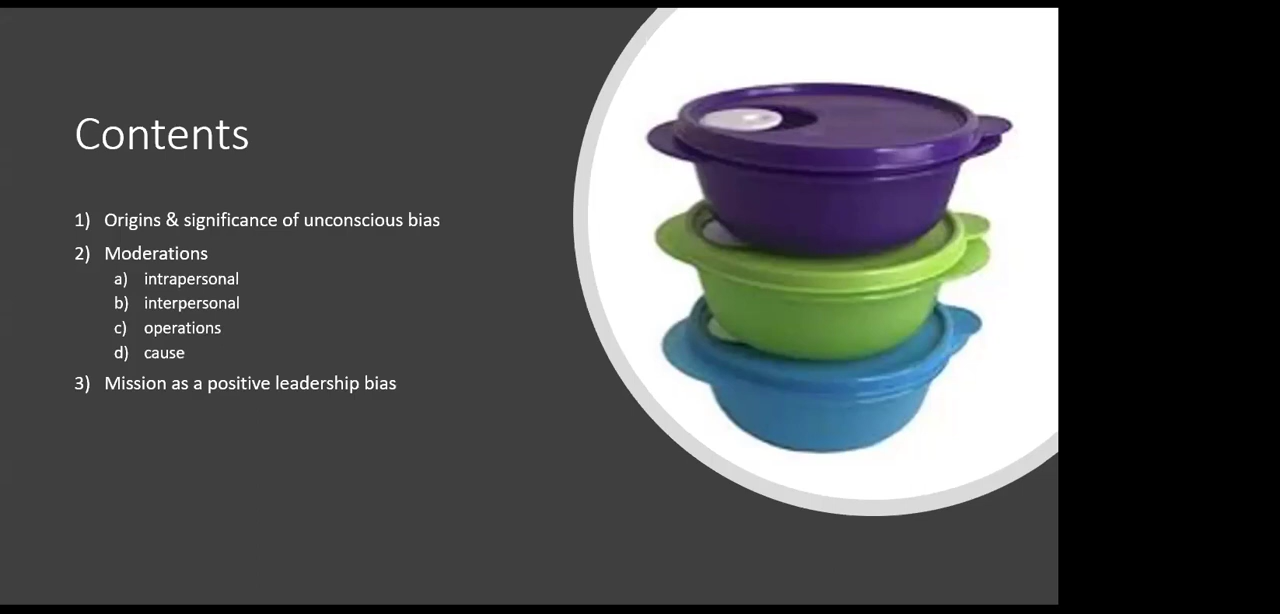 Contents
1) Origins & significance of unconscious bias
2) Moderations
a) intrapersonal
b) interpersonal
c) operations
d) cause
3) Mission as a positive leadership bias